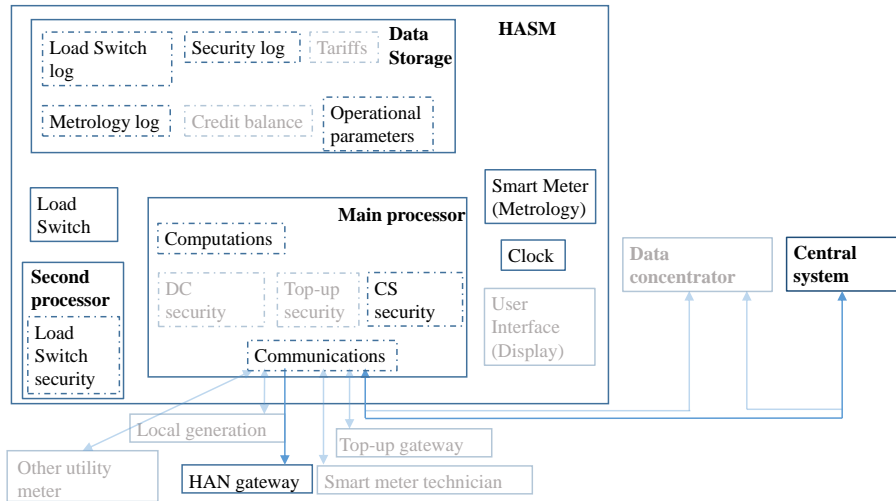 HASM
Data
Storage
Load Switch
log
Security log
Tariffs
Metrology log
Credit balance
Operational
parameters
Load
Switch
Smart Meter
(Metrology)
Main processor
Computations
Clock
Data
concentrator
Central
system
Second
processor
DC
security
Top-up
security
CS
security
User
Interface
(Display)
Load
Switch
security
Communications
Local generation
Top-up gateway
Other utility
meter
HAN gateway
Smart meter technician